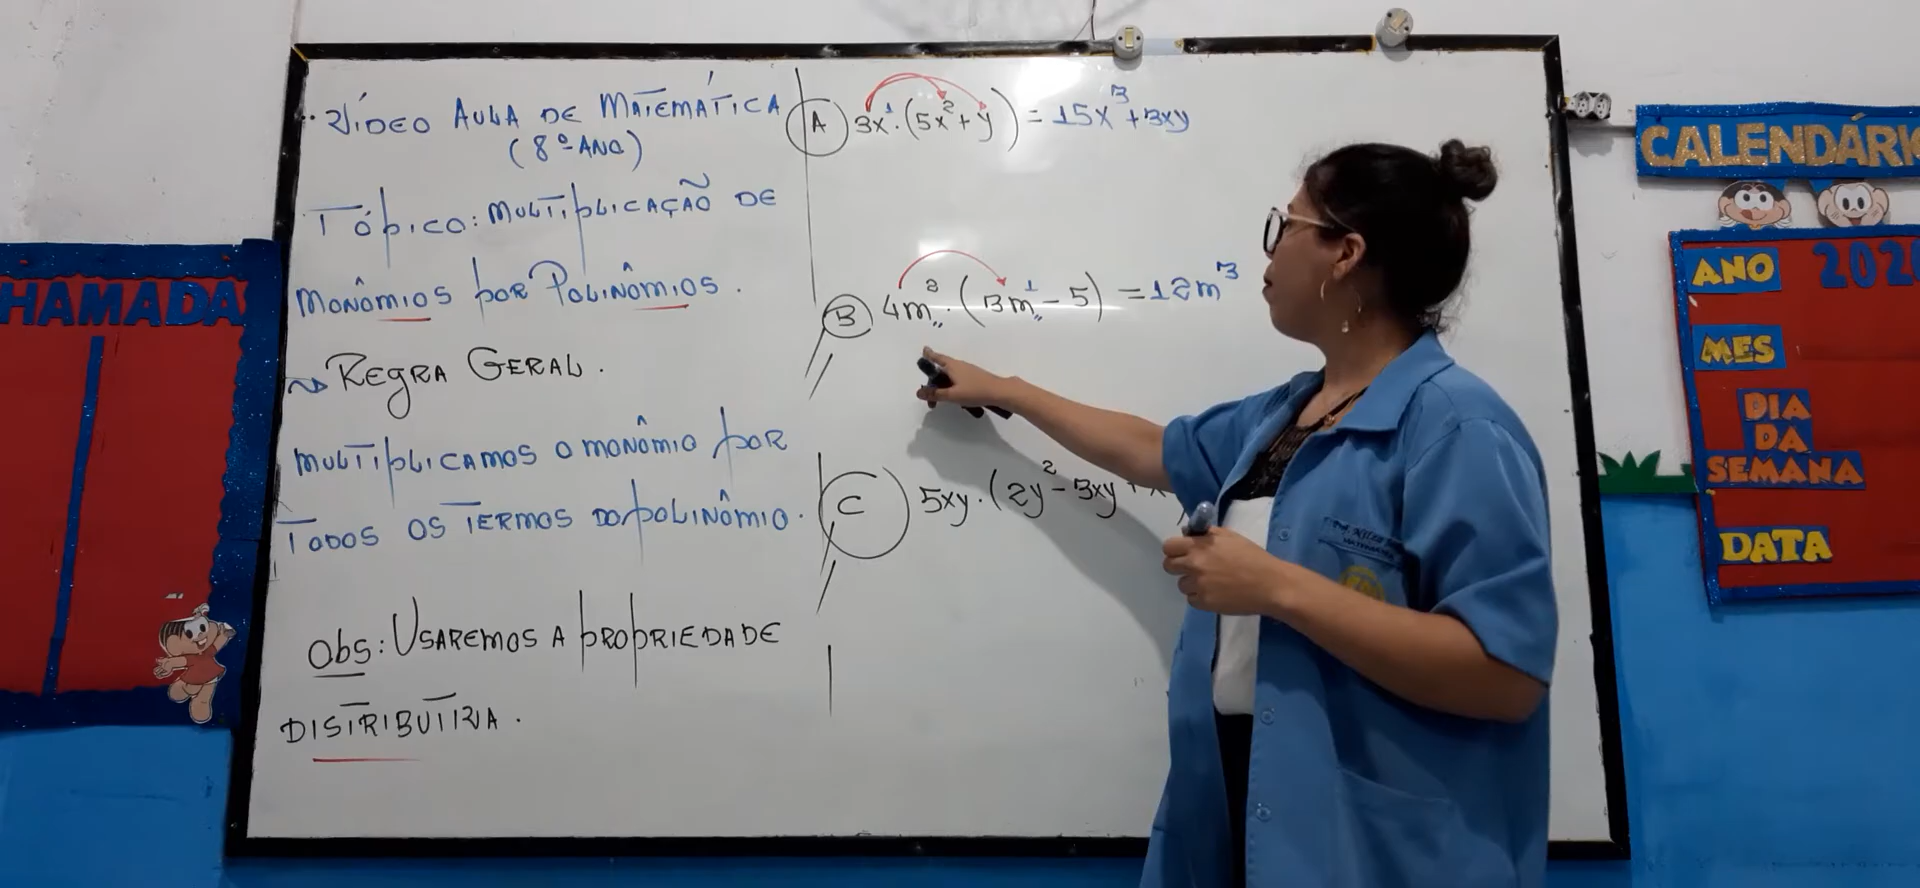 VÍDEO AULA DE MATEMÁTICA
(8º ANO)
TÓPICO: MULTIPLICAÇÃO DE
MONÔMIOS POR POLINÔMIOS.
REGRA GERAL.
MULTIPLICAMOS O MONÔMIO POR
TODOS OS TERMOS DO POLINÔMIO.
Obs: USAREMOS A PROPRIEDADE
DISTRIBUTIVA.
A 3x¹·(5x²+y) = 15x³+3xy
B 4m²·(3m¹-5) = 12m³
C 5xy·(2y²-3xy+
HAMADA
CALENDÁRI
ANO 202
MES
DIA
DA
SEMANA
DATA